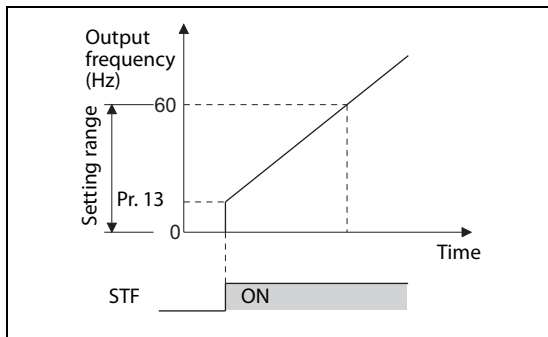 Output
frequency
(Hz)
60
Setting range
Pr. 13
0
Time
STF
ON